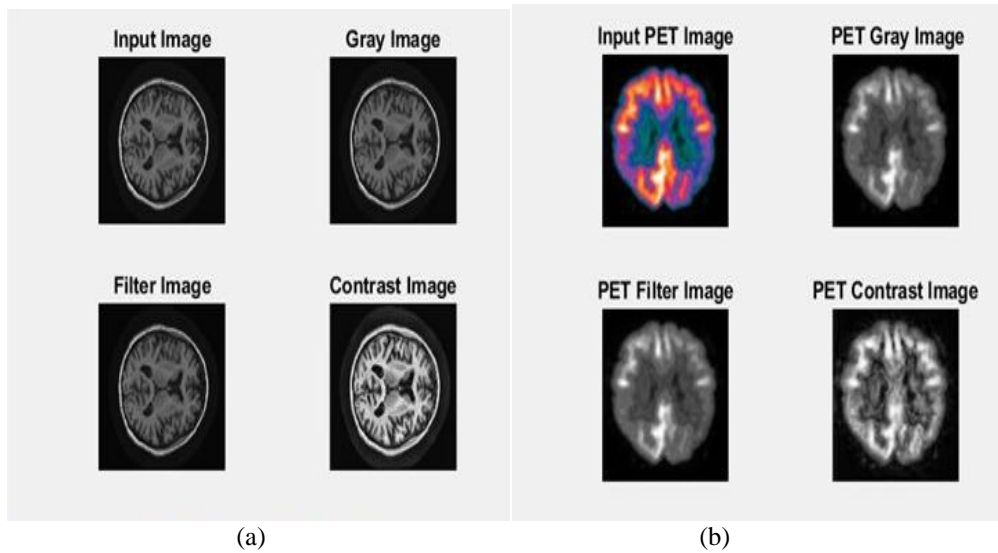 Input Image
Gray Image
Filter Image
Contrast Image
(a)
Input PET Image
PET Gray Image
PET Filter Image
PET Contrast Image
(b)